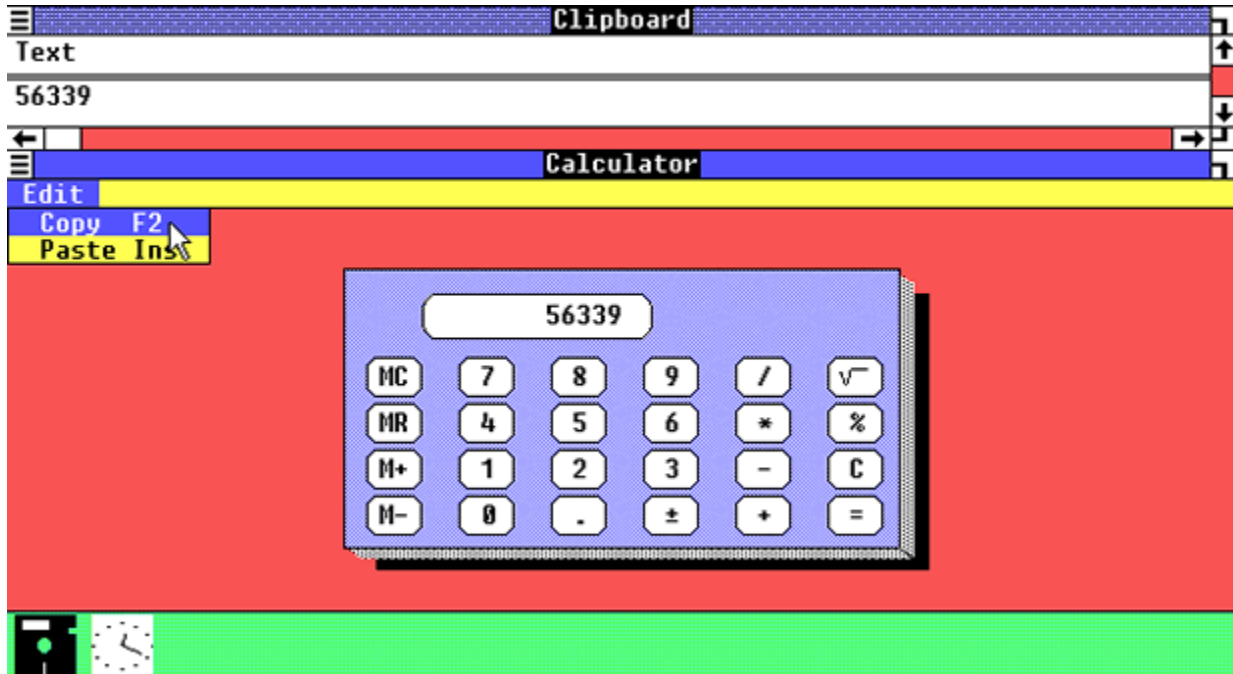 Clipboard
Text
56339
Calculator
Edit
Copy F2
Paste Ins
56339
MC 7 8 9 / √
MR 4 5 6 * %
M+ 1 2 3 - C
M- 0 . ± + =